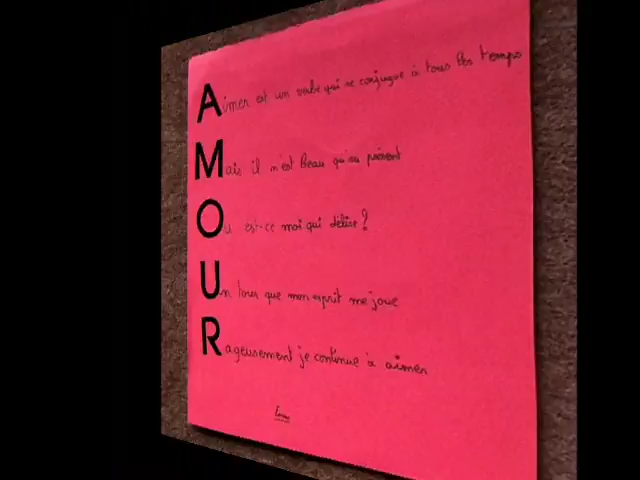 Aimer est un verbe qui se conjugue à tous les temps
Mais il n'est beau qu'au présent
Ou est-ce moi qui délire?
Un tour que mon esprit me joue
Rageusement je continue à aimer